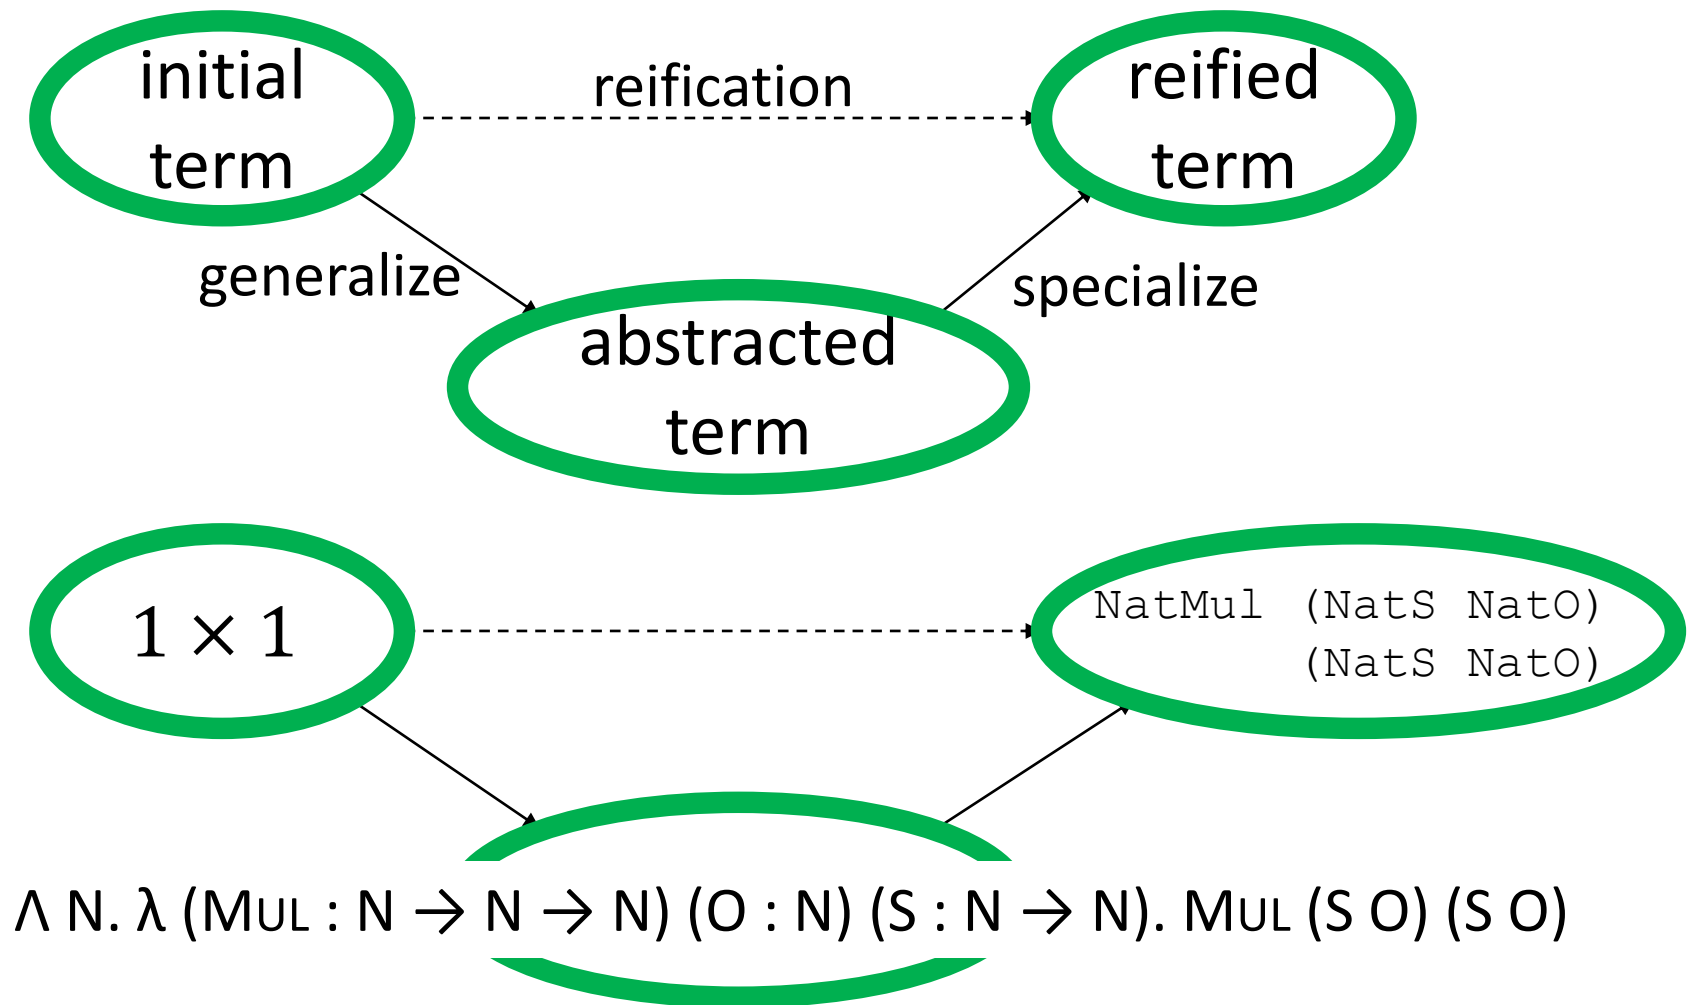 initial
term
reification
reified
term
generalize
specialize
abstracted
term
1 × 1
NatMul (NatS NatO)
(NatS NatO)
Λ N. λ (MUL : N → N → N) (O : N) (S : N → N). MUL (S O) (S O)